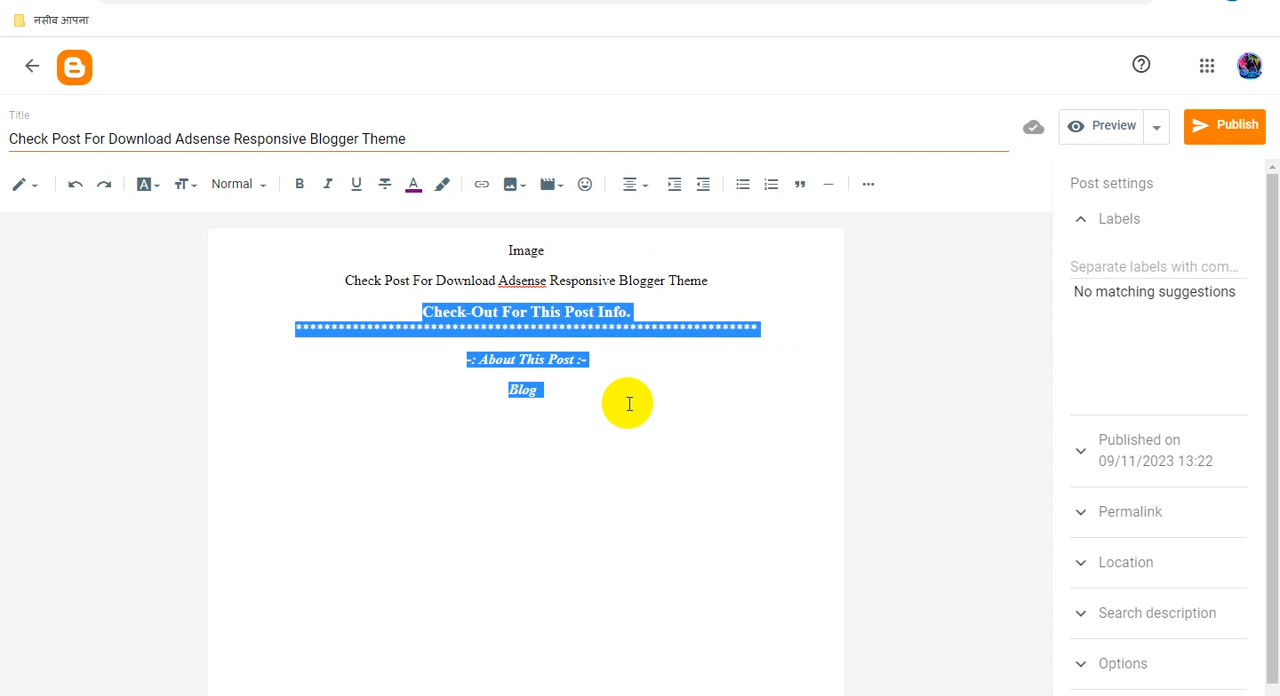 नसीब आपना
Title
Check Post For Download Adsense Responsive Blogger Theme
Preview
Publish
Normal
Image
Check Post For Download Adsense Responsive Blogger Theme
Check-Out For This Post Info.
******************************************************************
-: About This Post :-
Blog
Post settings
Labels
Separate labels with com...
No matching suggestions
Published on
09/11/2023 13:22
Permalink
Location
Search description
Options